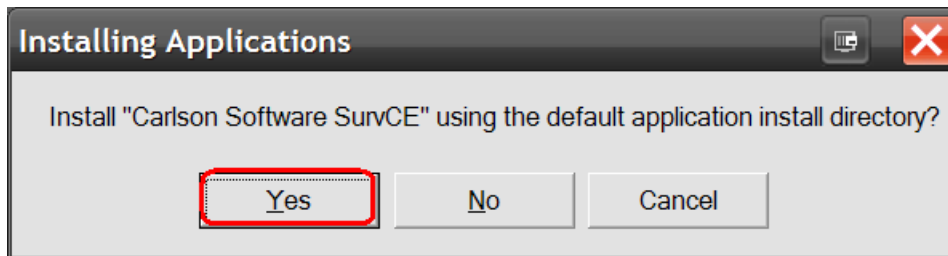 Installing Applications
Install "Carlson Software SurvCE" using the default application install directory?
Yes No Cancel